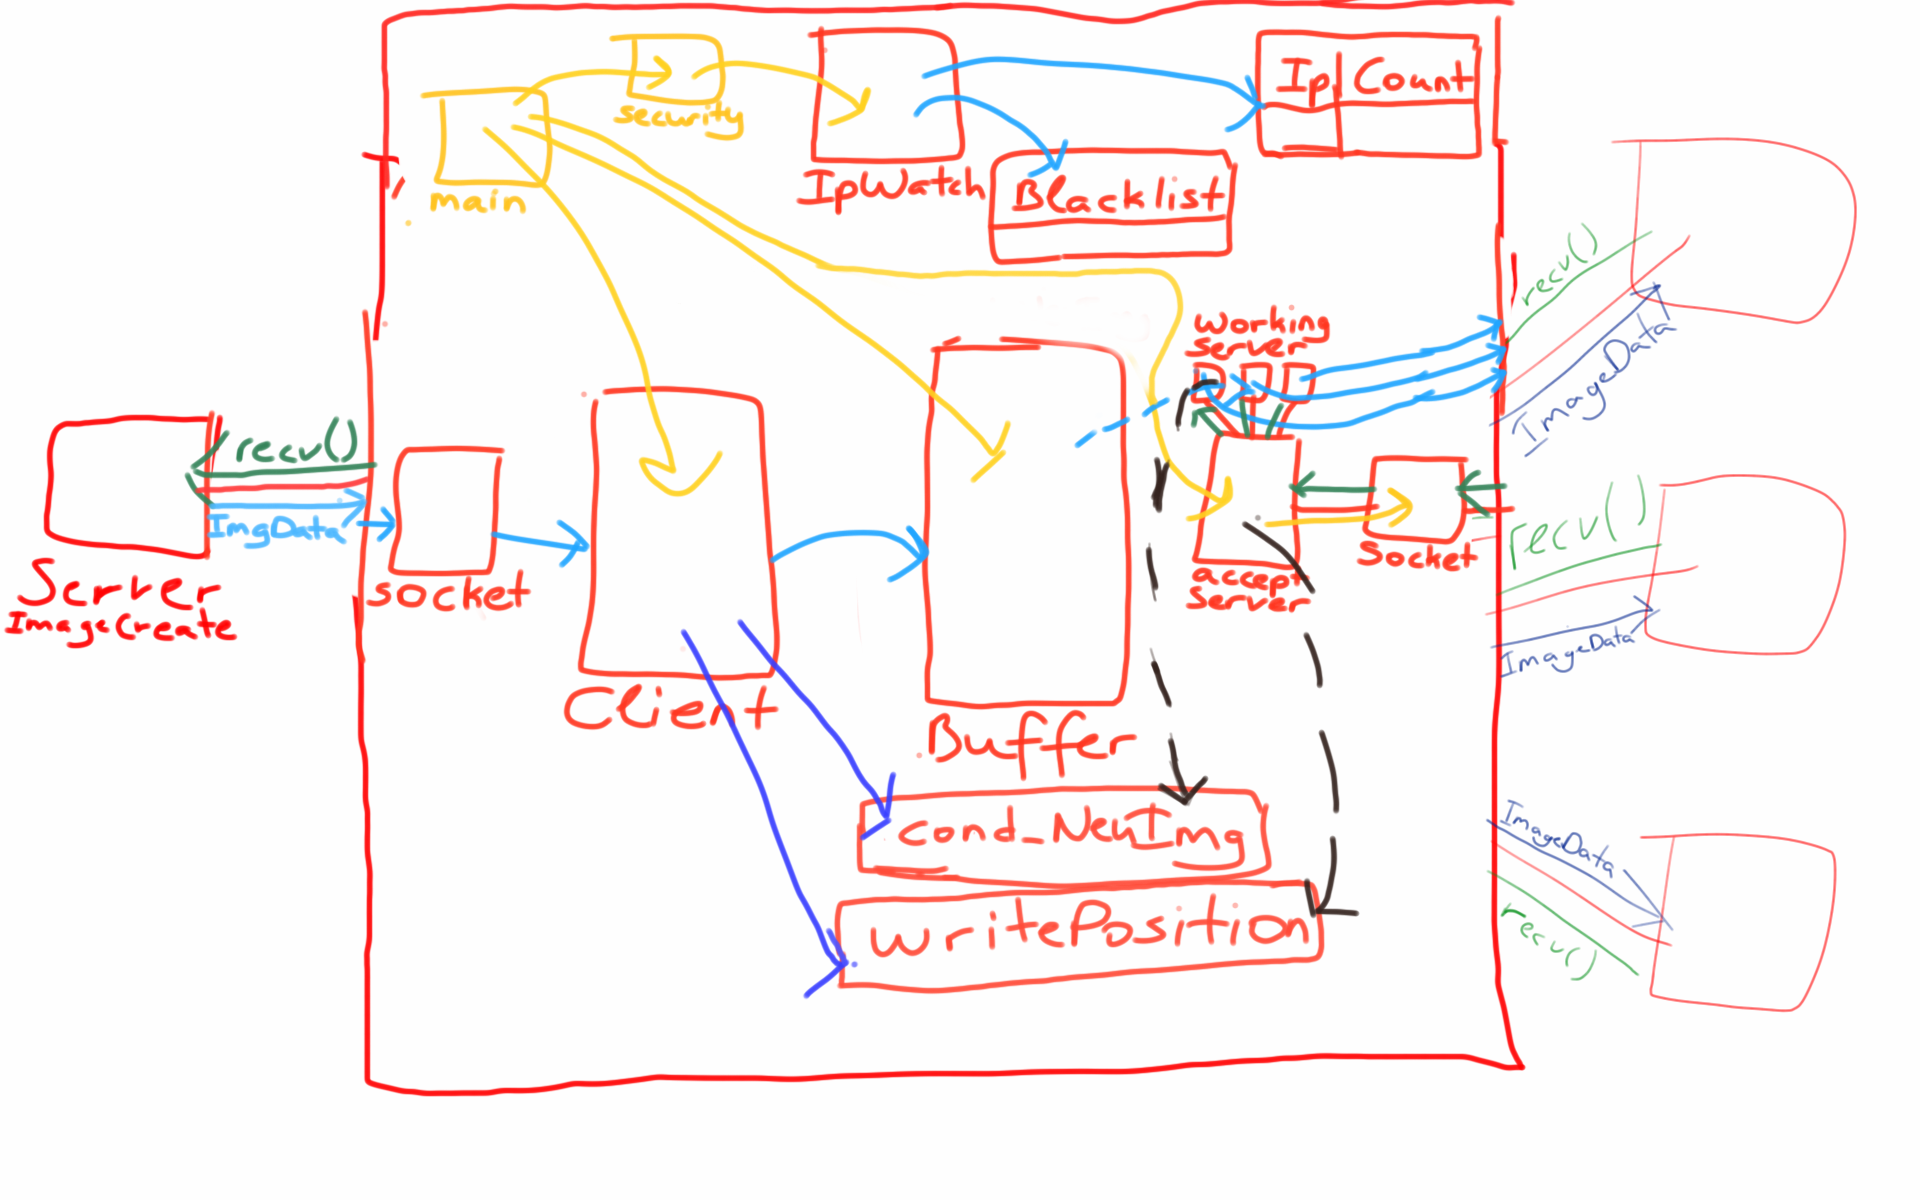 security
main
IpWatch
Ip Count
Blacklist
recv()
ImageData
working
server
recv()
ImgData
Server
ImageCreate
socket
Client
Buffer
accept
server
Socket
recv()
ImageData
cond_NewImg
writePosition
ImageData
recv()